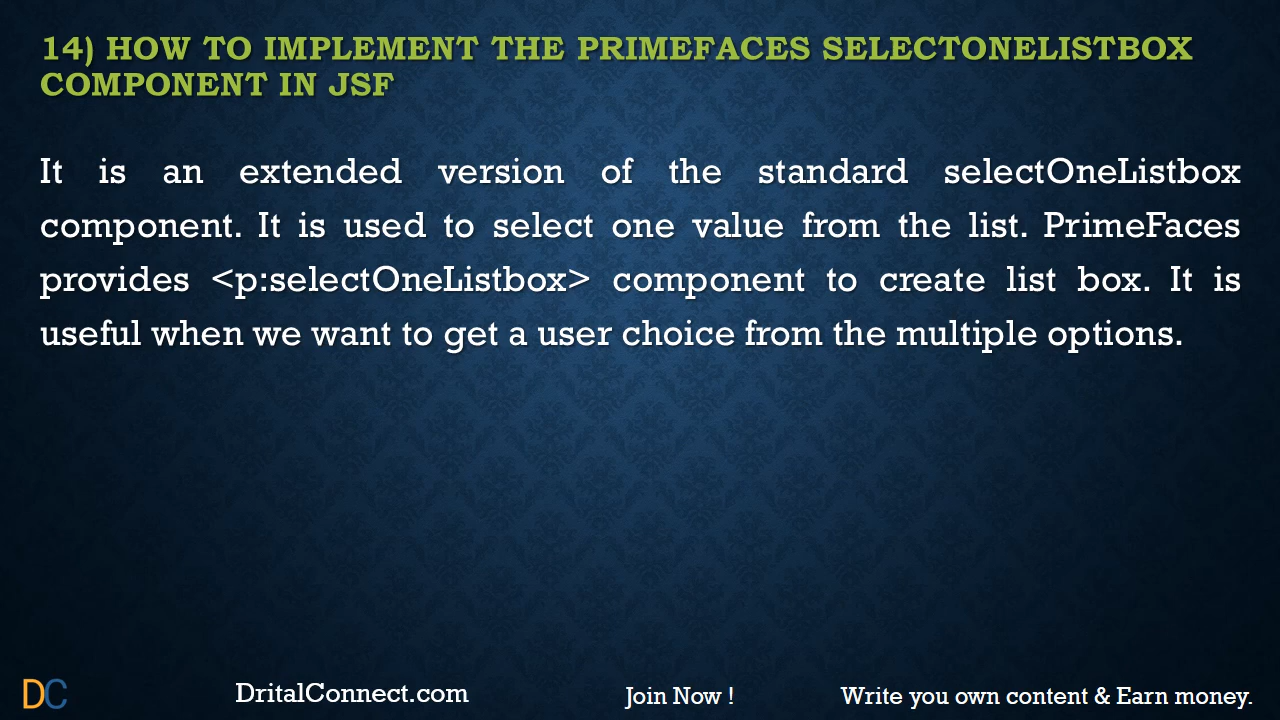 14) HOW TO IMPLEMENT THE PRIMEFACES SELECTONELISTBOX
COMPONENT IN JSF
It is an extended version of the standard selectOneListbox
component. It is used to select one value from the list. PrimeFaces
provides <p:selectOneListbox> component to create list box. It is
useful when we want to get a user choice from the multiple options.
DC
DritalConnect.com
Join Now !
Write you own content & Earn money.